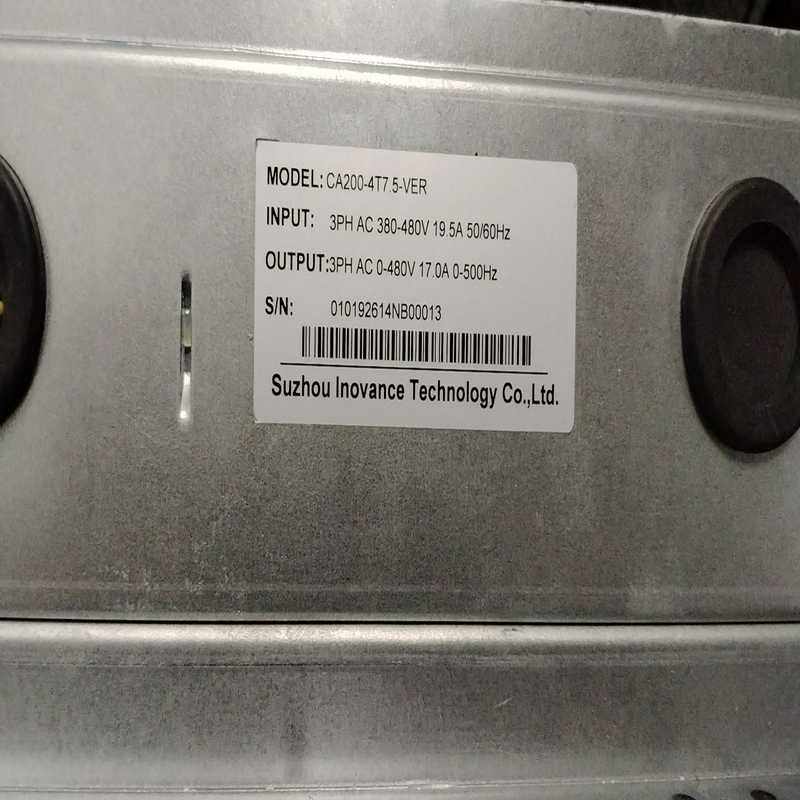 MODEL: CA200-4T7.5-VER
INPUT: 3PH AC 380-480V 19.5A 50/60Hz
OUTPUT:3PH AC 0-480V 17.0A 0-500Hz
S/N: 010192614NB00013
Suzhou Inovance Technology Co.,Ltd.